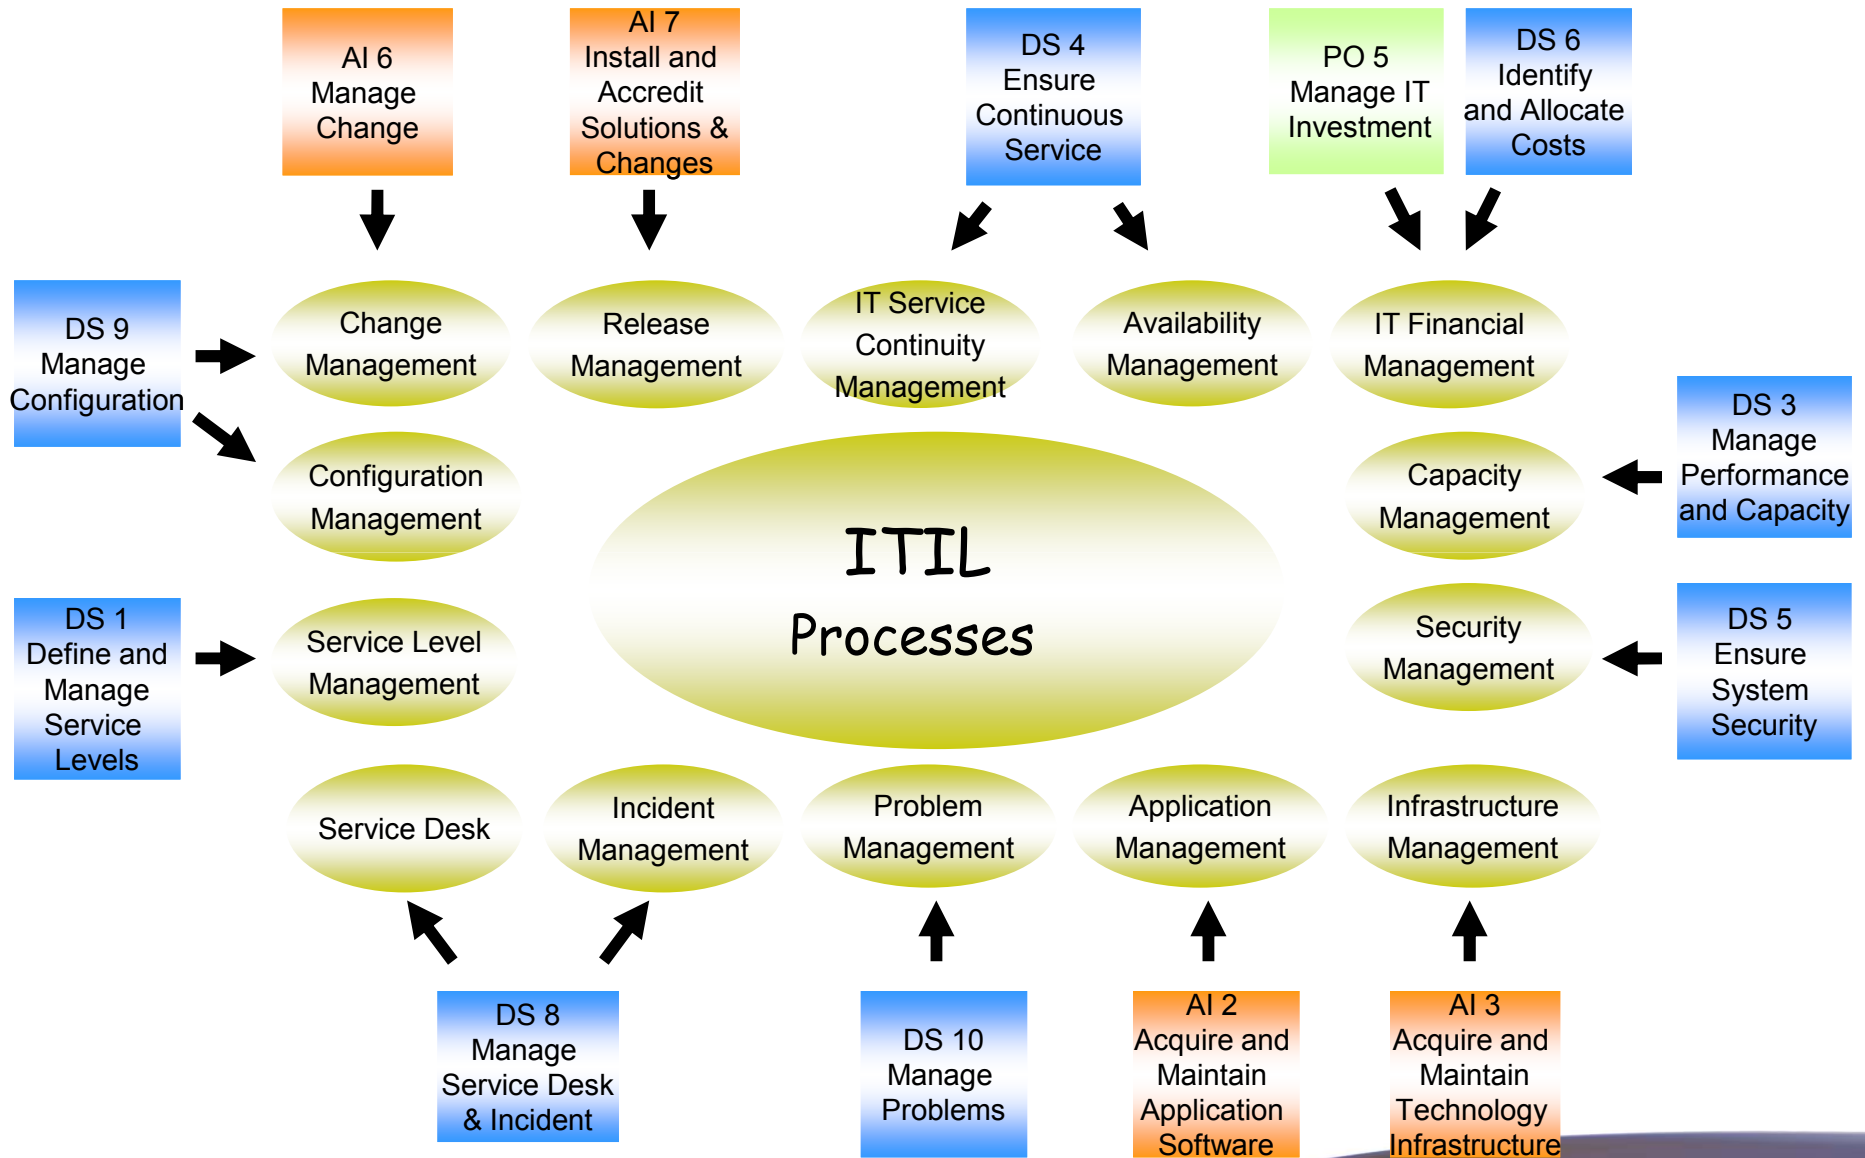 AI 6
Manage
Change
AI 7
Install and
Accredit
Solutions &
Changes
DS 4
Ensure
Continuous
Service
PO 5
Manage IT
Investment
DS 6
Identify
and Allocate
Costs
DS 9
Manage
Configuration
Change
Management
Release
Management
IT Service
Continuity
Management
Availability
Management
IT Financial
Management
DS 3
Manage
Performance
and Capacity
Configuration
Management
Capacity
Management
ITIL
Processes
DS 1
Define and
Manage
Service
Levels
Service Level
Management
Security
Management
DS 5
Ensure
System
Security
Service Desk
Incident
Management
Problem
Management
Application
Management
Infrastructure
Management
DS 8
Manage
Service Desk
& Incident
DS 10
Manage
Problems
AI 2
Acquire and
Maintain
Application
Software
AI 3
Acquire and
Maintain
Technology
Infrastructure